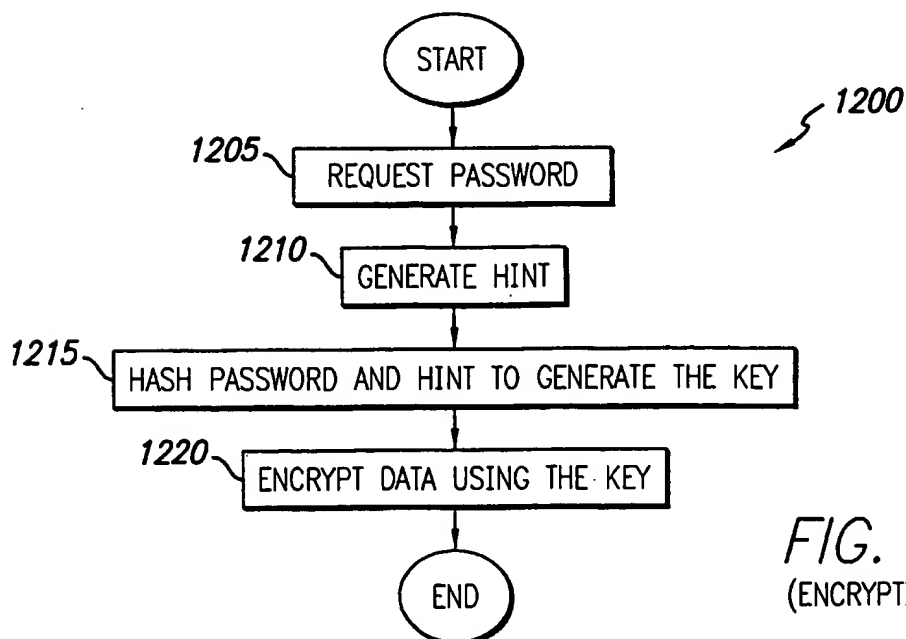 START
1200
1205
REQUEST PASSWORD
1210
GENERATE HINT
1215
HASH PASSWORD AND HINT TO GENERATE THE KEY
1220
ENCRYPT DATA USING THE KEY
END
FIG.
(ENCRYPT